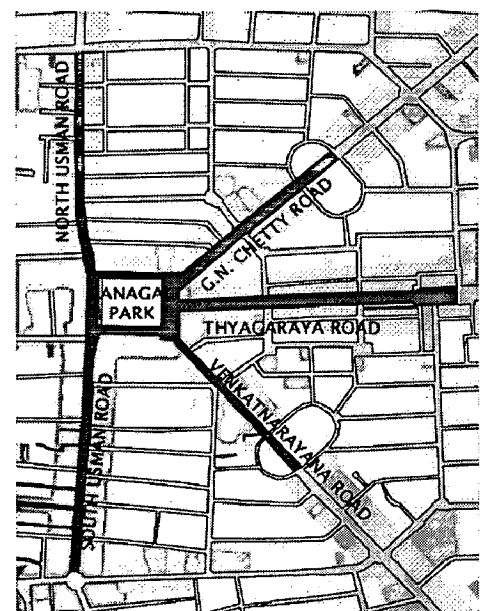 NORTH USMAN ROAD
G.N. CHETTY ROAD
ANAGA
PARK
THYAGARAYA ROAD
VENKATNARAYANA ROAD
SOUTH USMAN ROAD